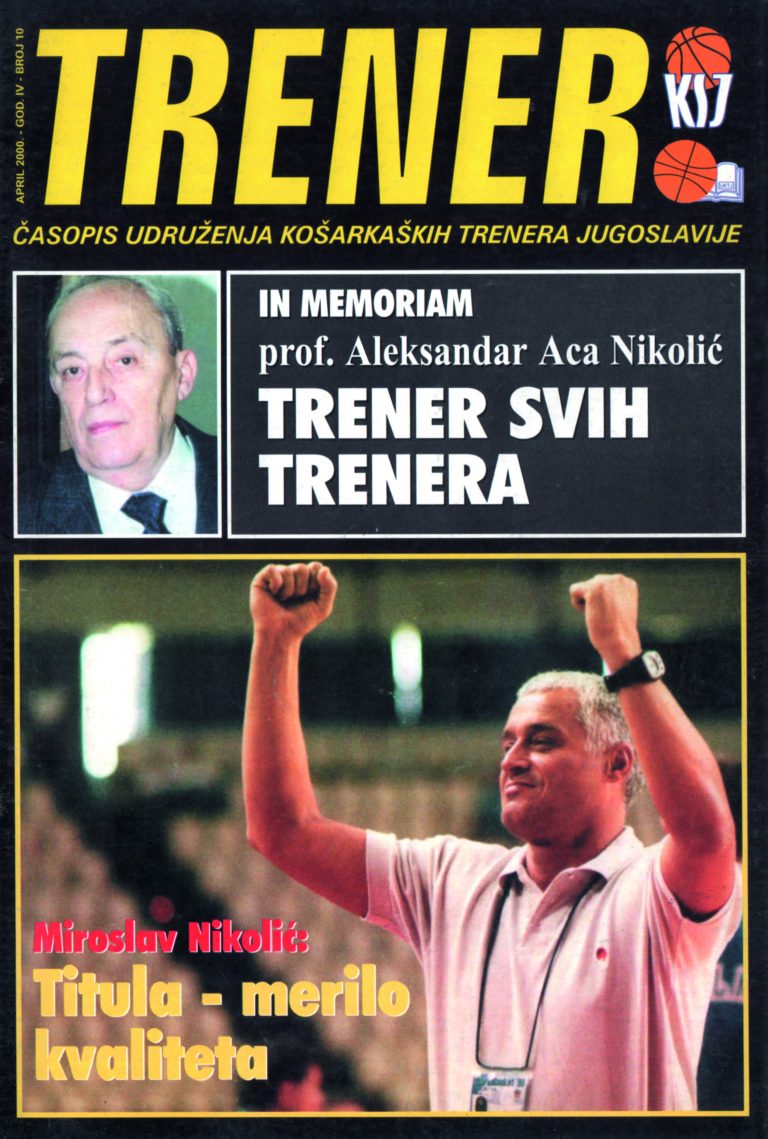 APRIL 2000. - GOD. IV - BROJ 10
TRENER
KSJ
ČASOPIS UDRUŽENJA KOŠARKAŠKIH TRENERA JUGOSLAVIJE
IN MEMORIAM
prof. Aleksandar Aca Nikolić
TRENER SVIH
TRENERA
Miroslav Nikolić:
Titula - merilo
kvaliteta